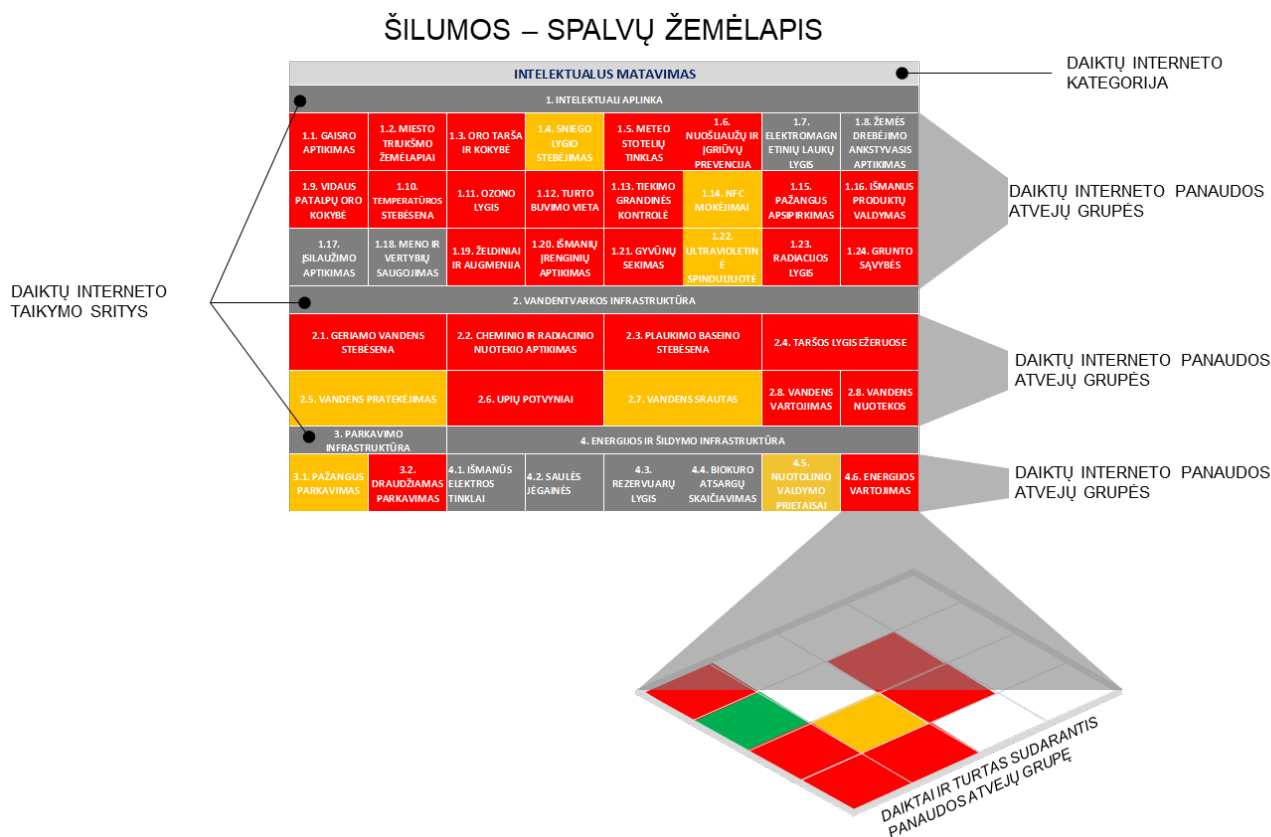 ŠILUMOS – SPALVŲ ŽEMĖLAPIS
INTELEKTUALUS MATAVIMAS
DAIKTŲ INTERNETO
KATEGORIJA
1. INTELEKTUALI APLINKA
1.1. GAISRO
APTIKIMAS
1.2. MIESTO
TRIUKŠMO
ŽEMĖLAPIAI
1.3. ORO TARŠA
IR KOKYBĖ
1.4. SNIEGO
LYGIO
STEBĖJIMAS
1.5. METEO
STOTELIŲ
TINKLAS
1.6.
NUOŠLIAUŽŲ IR
ĮGRIŪVŲ
PREVENCIJA
1.7.
ELEKTROMAGN
ETINIŲ LAUKŲ
LYGIS
1.8. ŽEMĖS
DREBĖJIMO
ANKSTYVASIS
APTIKIMAS
1.9. VIDAUS
PATALPŲ ORO
KOKYBĖ
1.10.
TEMPERATŪROS
STEBĖSENA
1.11. OZONO
LYGIS
1.12. TURTO
BUVIMO VIETA
1.13. TIEKIMO
GRANDINĖS
KONTROLĖ
1.14. NFC
MOKĖJIMAI
1.15.
PAŽANGUS
APSIPIRKIMAS
1.16. IŠMANUS
PRODUKTŲ
VALDYMAS
DAIKTŲ INTERNETO PANAUDOS
ATVEJŲ GRUPĖS
1.17.
ĮSILAUŽIMO
APTIKIMAS
1.18. MENO IR
VERTYBIŲ
SAUGOJIMAS
1.19. ŽELDINIAI
IR AUGMENIJA
1.20. IŠMANIŲ
ĮRENGINIŲ
APTIKIMAS
1.21. GYVŪNŲ
SEKIMAS
1.22.
ULTRAVIOLETIN
Ė
SPINDULIUOTĖ
1.23.
RADIACIJOS
LYGIS
1.24. GRUNTO
SĄVYBĖS
DAIKTŲ INTERNETO
TAIKYMO SRITYS
2. VANDENTVARKOS INFRASTRUKTŪRA
2.1. GERIAMO VANDENS
STEBĖSENA
2.2. CHEMINIO IR RADIACINIO
NUOTEKIO APTIKIMAS
2.3. PLAUKIMO BASEINO
STEBĖSENA
2.4. TARŠOS LYGIS EŽERUOSE
DAIKTŲ INTERNETO PANAUDOS
ATVEJŲ GRUPĖS
2.5. VANDENS PRATEKĖJIMAS
2.6. UPIŲ POTVYNIAI
2.7. VANDENS SRAUTAS
2.8. VANDENS
VARTOJIMAS
2.8. VANDENS
NUOTEKOS
3. PARKAVIMO
INFRASTRUKTŪRA
4. ENERGIJOS IR ŠILDYMO INFRASTRUKTŪRA
3.1. PAŽANGUS
PARKAVIMAS
3.2.
DRAUDŽIAMAS
PARKAVIMAS
4.1. IŠMANŪS
ELEKTROS
TINKLAI
4.2. SAULĖS
JĖGAINĖS
4.3.
REZERVUARŲ
LYGIS
4.4. BIOKURO
ATSARGŲ
SKAIČIAVIMAS
4.5.
NUOTOLINIO
VALDYMO
PRIETAISAI
4.6. ENERGIJOS
VARTOJIMAS
DAIKTŲ INTERNETO PANAUDOS
ATVEJŲ GRUPĖS
DAIKTAI IR TURTAS SUDARANTIS
PANAUDOS ATVEJŲ GRUPĘ